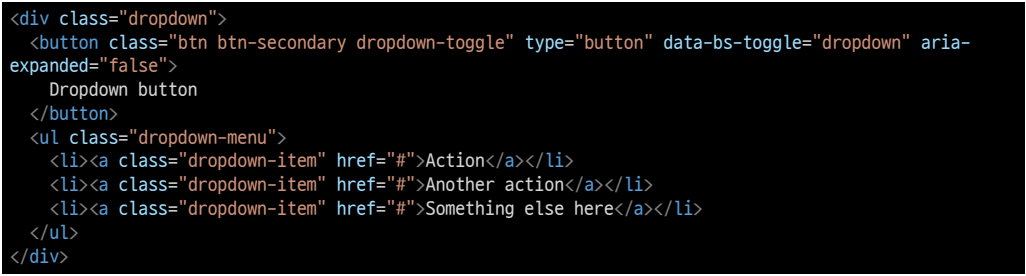 <div class="dropdown">
  <button class="btn btn-secondary dropdown-toggle" type="button" data-bs-toggle="dropdown" aria-
expanded="false">
    Dropdown button
  </button>
  <ul class="dropdown-menu">
    <li><a class="dropdown-item" href="#">Action</a></li>
    <li><a class="dropdown-item" href="#">Another action</a></li>
    <li><a class="dropdown-item" href="#">Something else here</a></li>
  </ul>
</div>